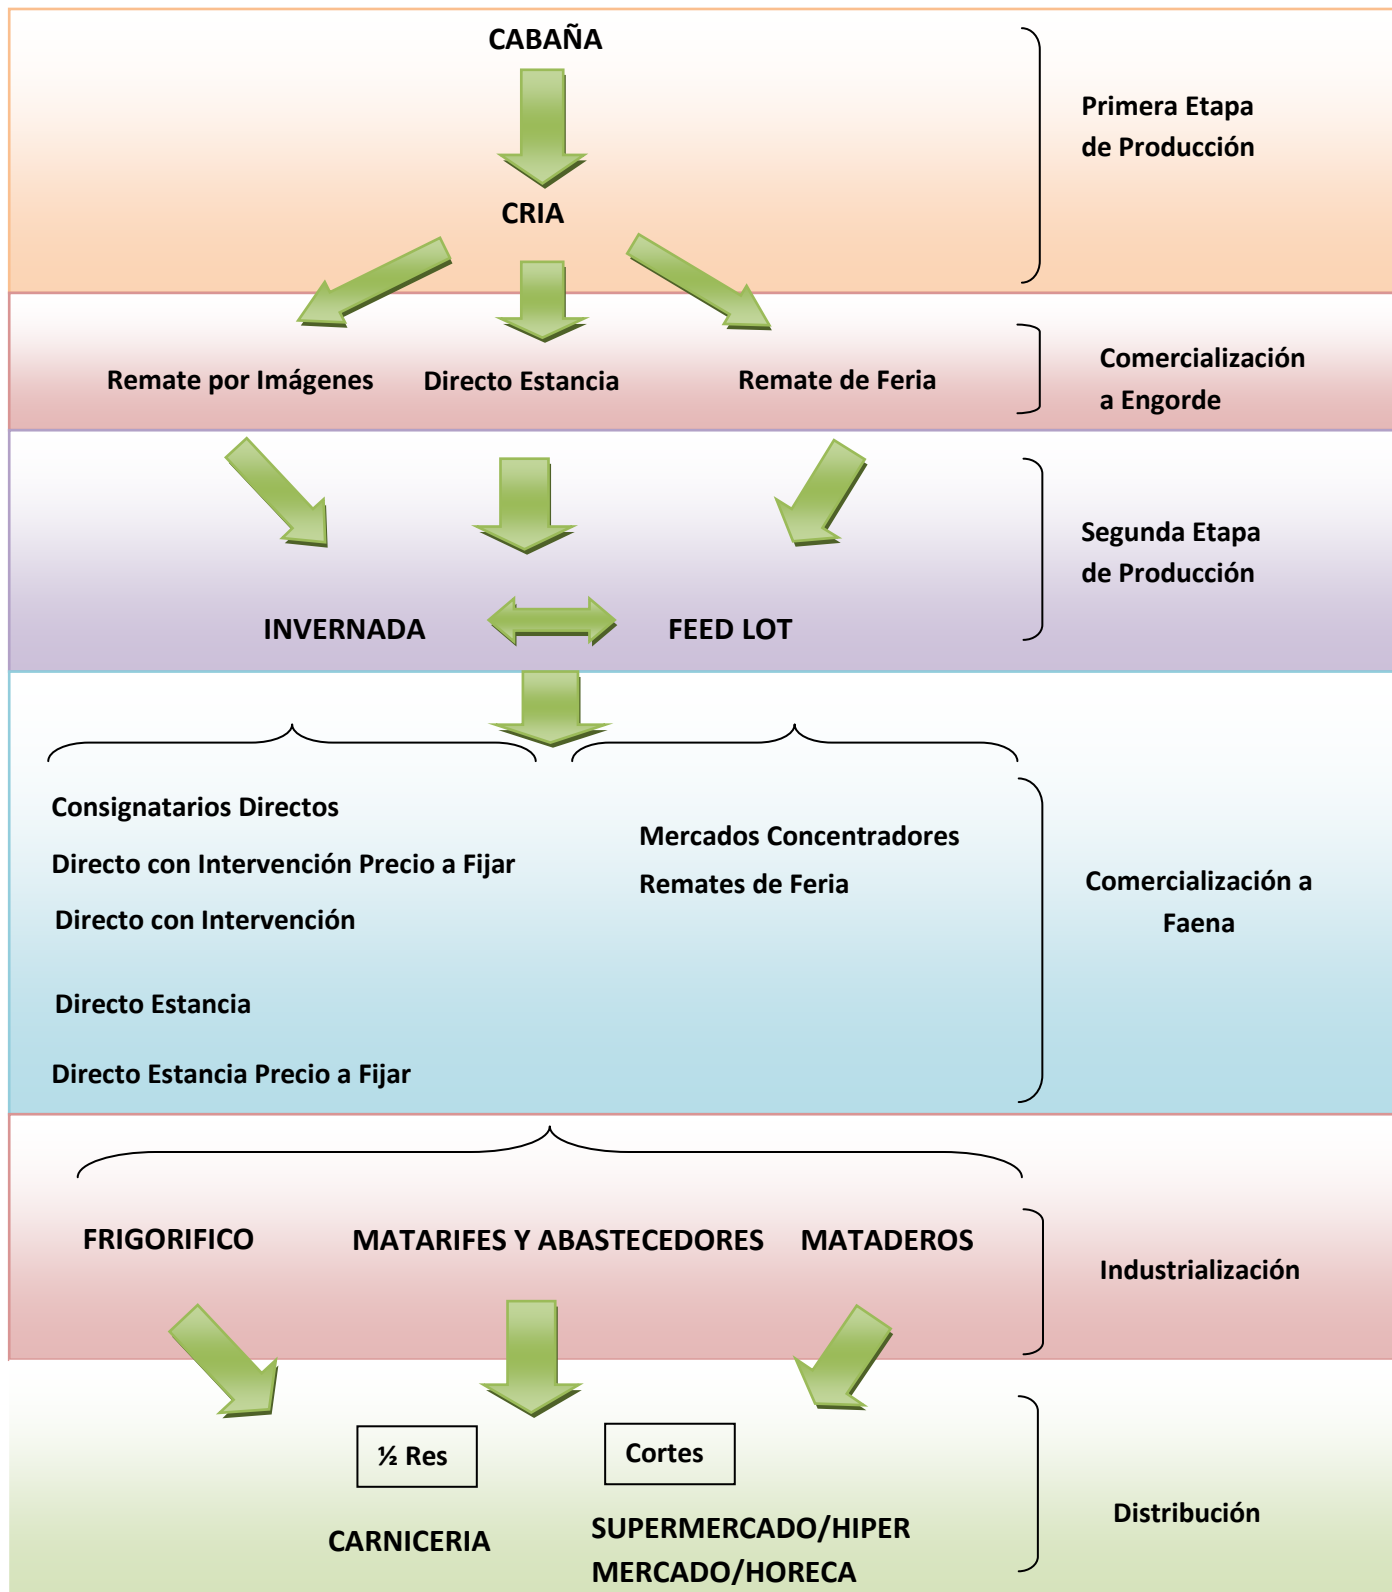 CABAÑA
Primera Etapa
de Producción
CRIA
Remate por Imágenes
Directo Estancia
Remate de Feria
Comercialización
a Engorde
Segunda Etapa
de Producción
INVERNADA
FEED LOT
Consignatarios Directos
Directo con Intervención Precio a Fijar
Directo con Intervención
Directo Estancia
Directo Estancia Precio a Fijar
Mercados Concentradores
Remates de Feria
Comercialización a
Faena
FRIGORIFICO
MATARIFES Y ABASTECEDORES
MATADEROS
Industrialización
½ Res
Cortes
CARNICERIA
SUPERMERCADO/HIPER
MERCADO/HORECA
Distribución